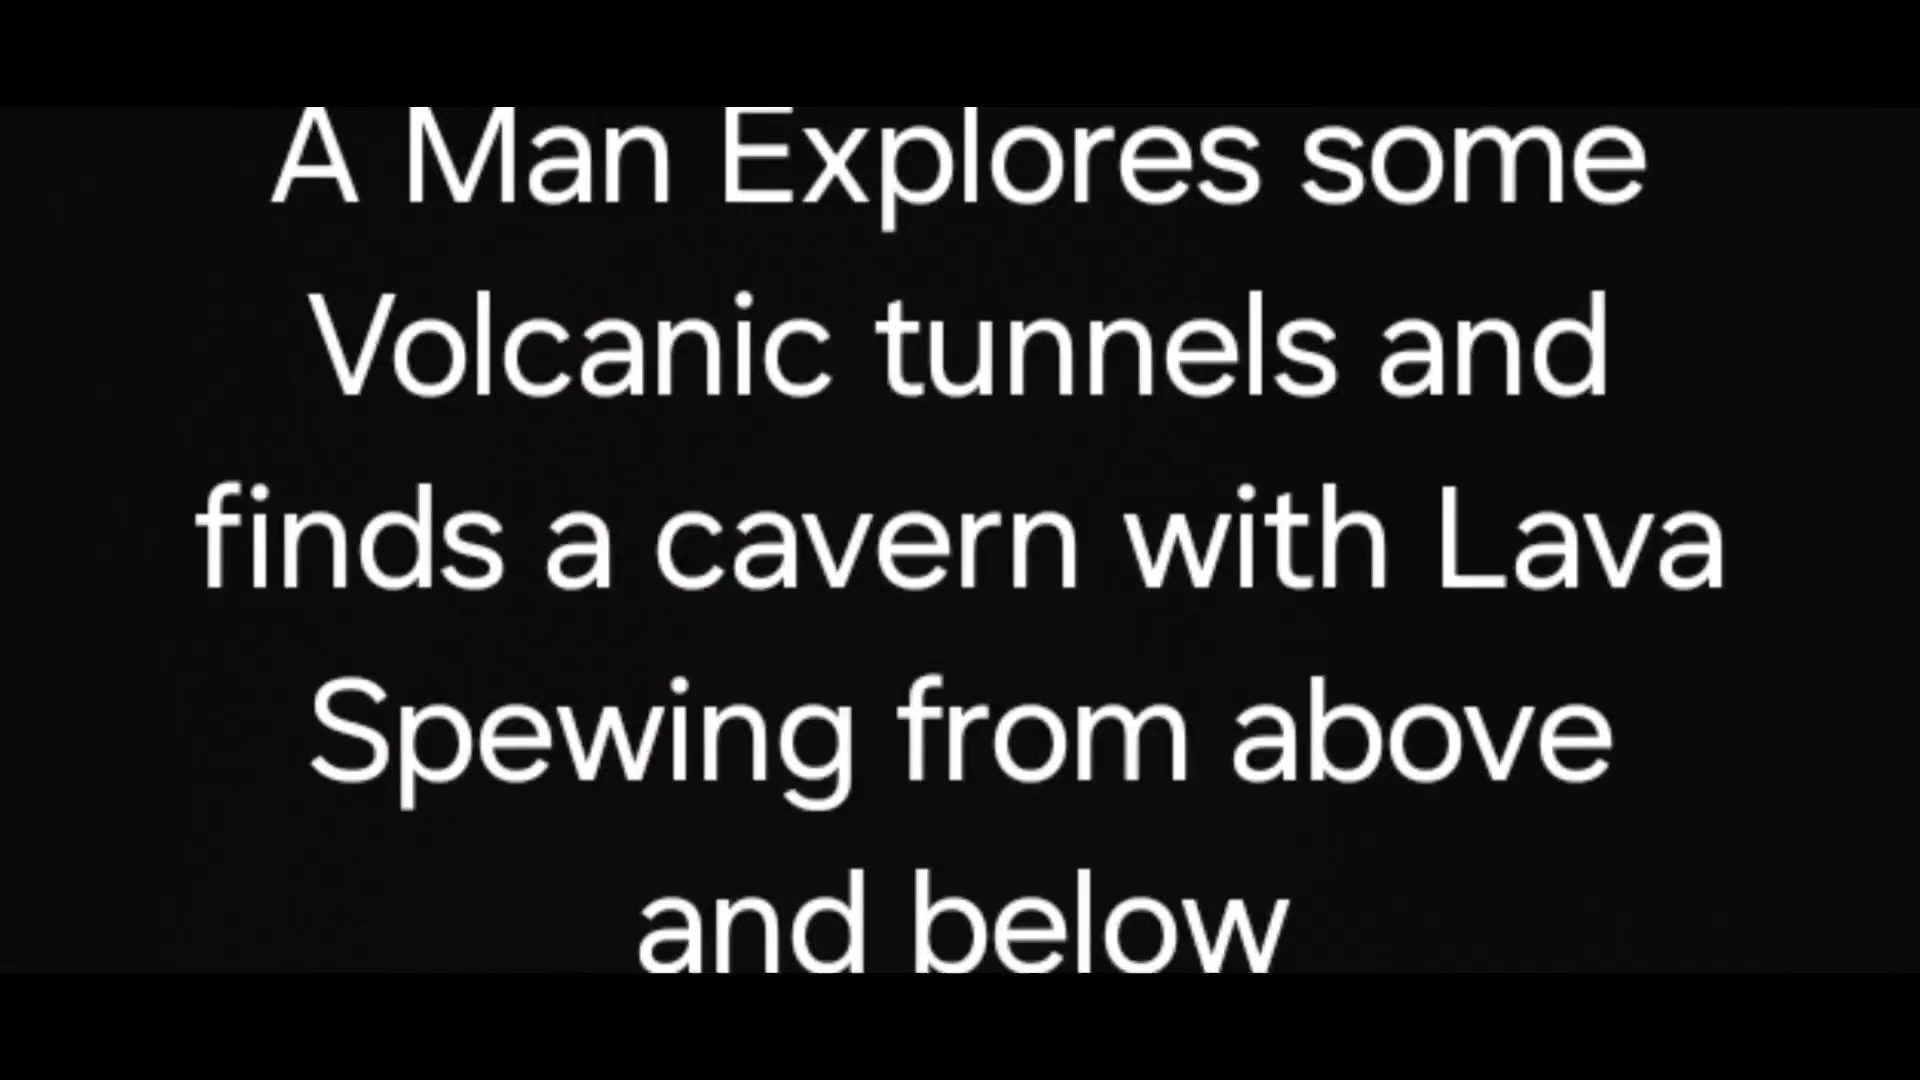 A Man Explores some
Volcanic tunnels and
finds a cavern with Lava
Spewing from above
and below